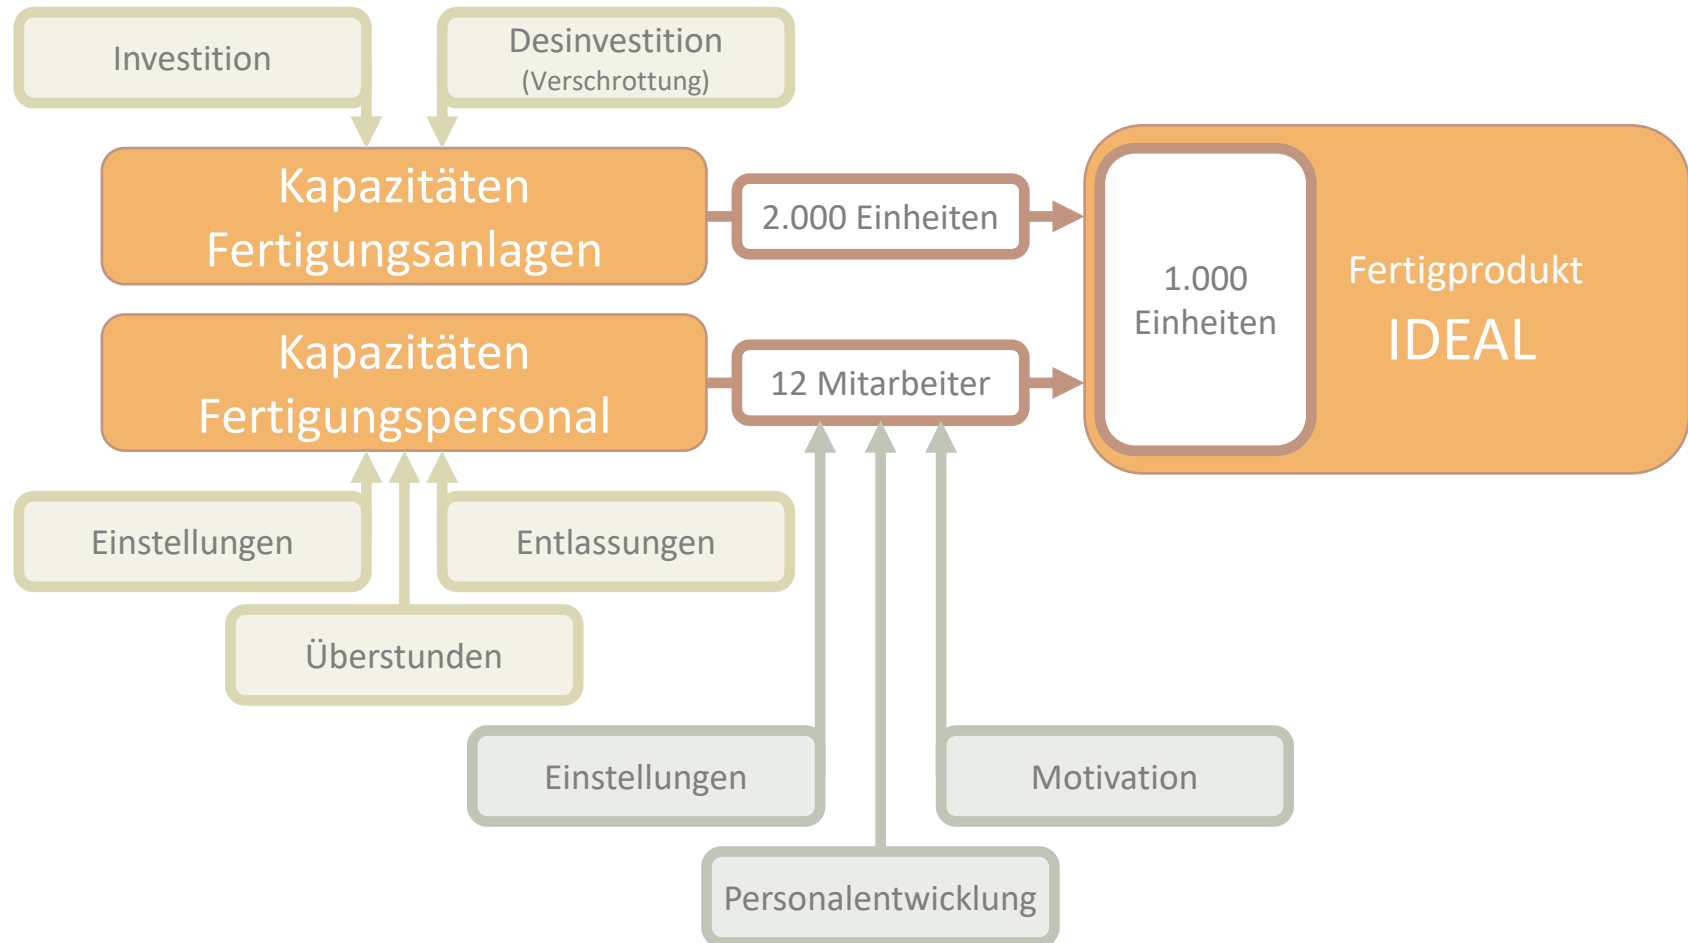 Investition
Desinvestition
(Verschrottung)
Kapazitäten
Fertigungsanlagen
2.000 Einheiten
1.000
Einheiten
Fertigprodukt
IDEAL
Kapazitäten
Fertigungspersonal
12 Mitarbeiter
Einstellungen
Entlassungen
Überstunden
Einstellungen
Motivation
Personalentwicklung